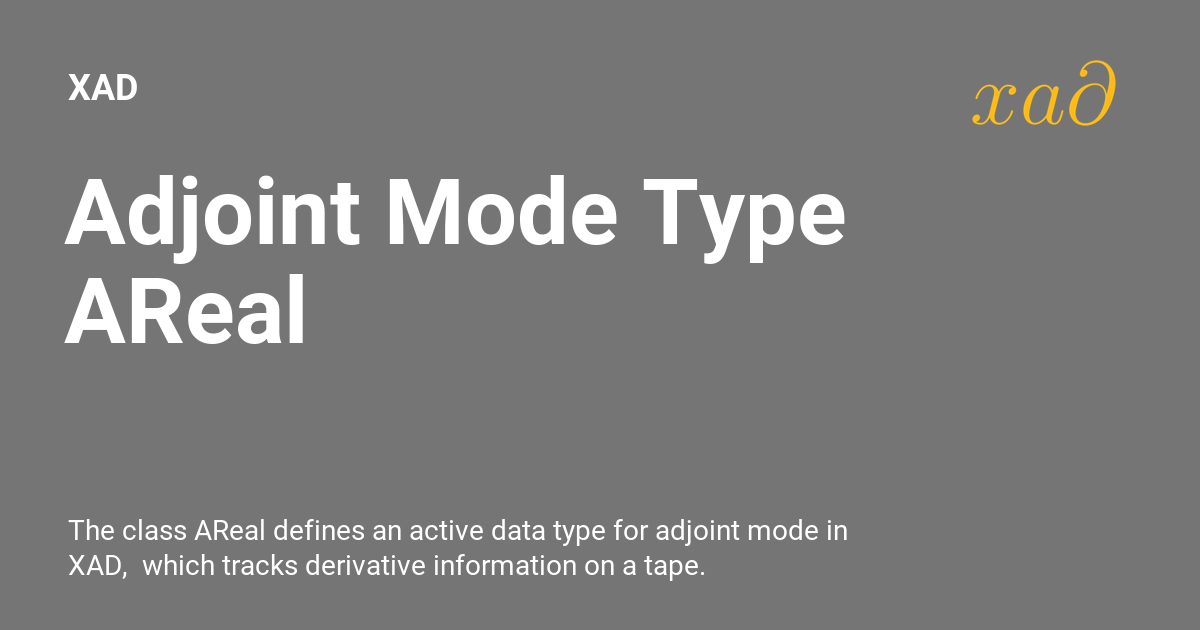 XAD
xa∂
Adjoint Mode Type
AReal
The class AReal defines an active data type for adjoint mode in
XAD,  which tracks derivative information on a tape.